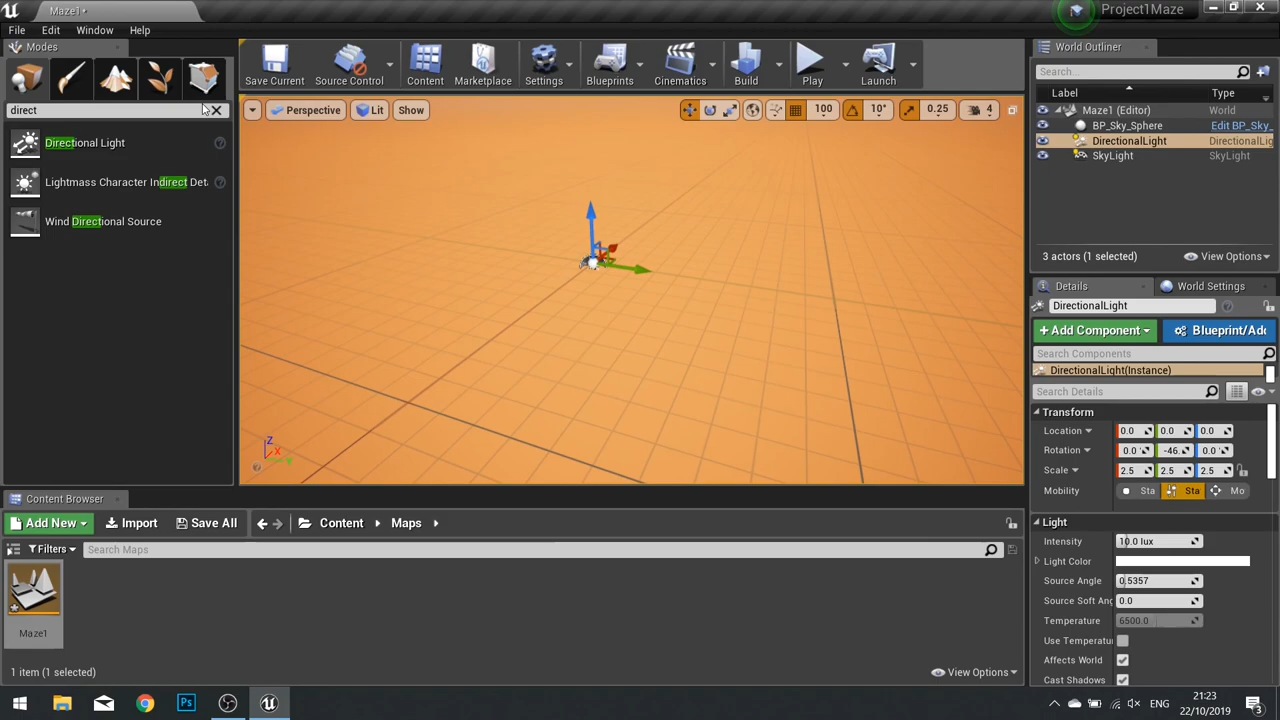 Maze1•
Project1Maze
File Edit Window Help
Modes
World Outliner
Save Current
Source Control
Content
Marketplace
Settings
Blueprints
Cinematics
Build
Play
Launch
Search...
Label
Type
direct
Perspective
Lit
Show
100
10°
0.25
4
Maze1 (Editor) World
BP_Sky_Sphere Edit BP_Sky_
DirectionalLight DirectionalLig
SkyLight SkyLight
Directional Light
Lightmass Character Indirect Deta
Wind Directional Source
3 actors (1 selected)
View Options
Details
World Settings
DirectionalLight
Add Component
Blueprint/Add
Search Components
DirectionalLight(Instance)
Search Details
Transform
Location 0.0 0.0 0.0
Rotation 0.0 ° -46. 0.0 °
Scale 2.5 2.5 2.5
Mobility Sta Sta Mo
Light
Intensity 10.0 lux
Light Color
Source Angle 0.5357
Source Soft Ang 0.0
Temperature 6500.0
Use Temperatu
Affects World
Cast Shadows
Z
X
Y
Content Browser
Add New
Import
Save All
Content
Maps
Filters
Search Maps
Maze1
1 item (1 selected)
View Options
Ps
ENG
21:23
22/10/2019
3